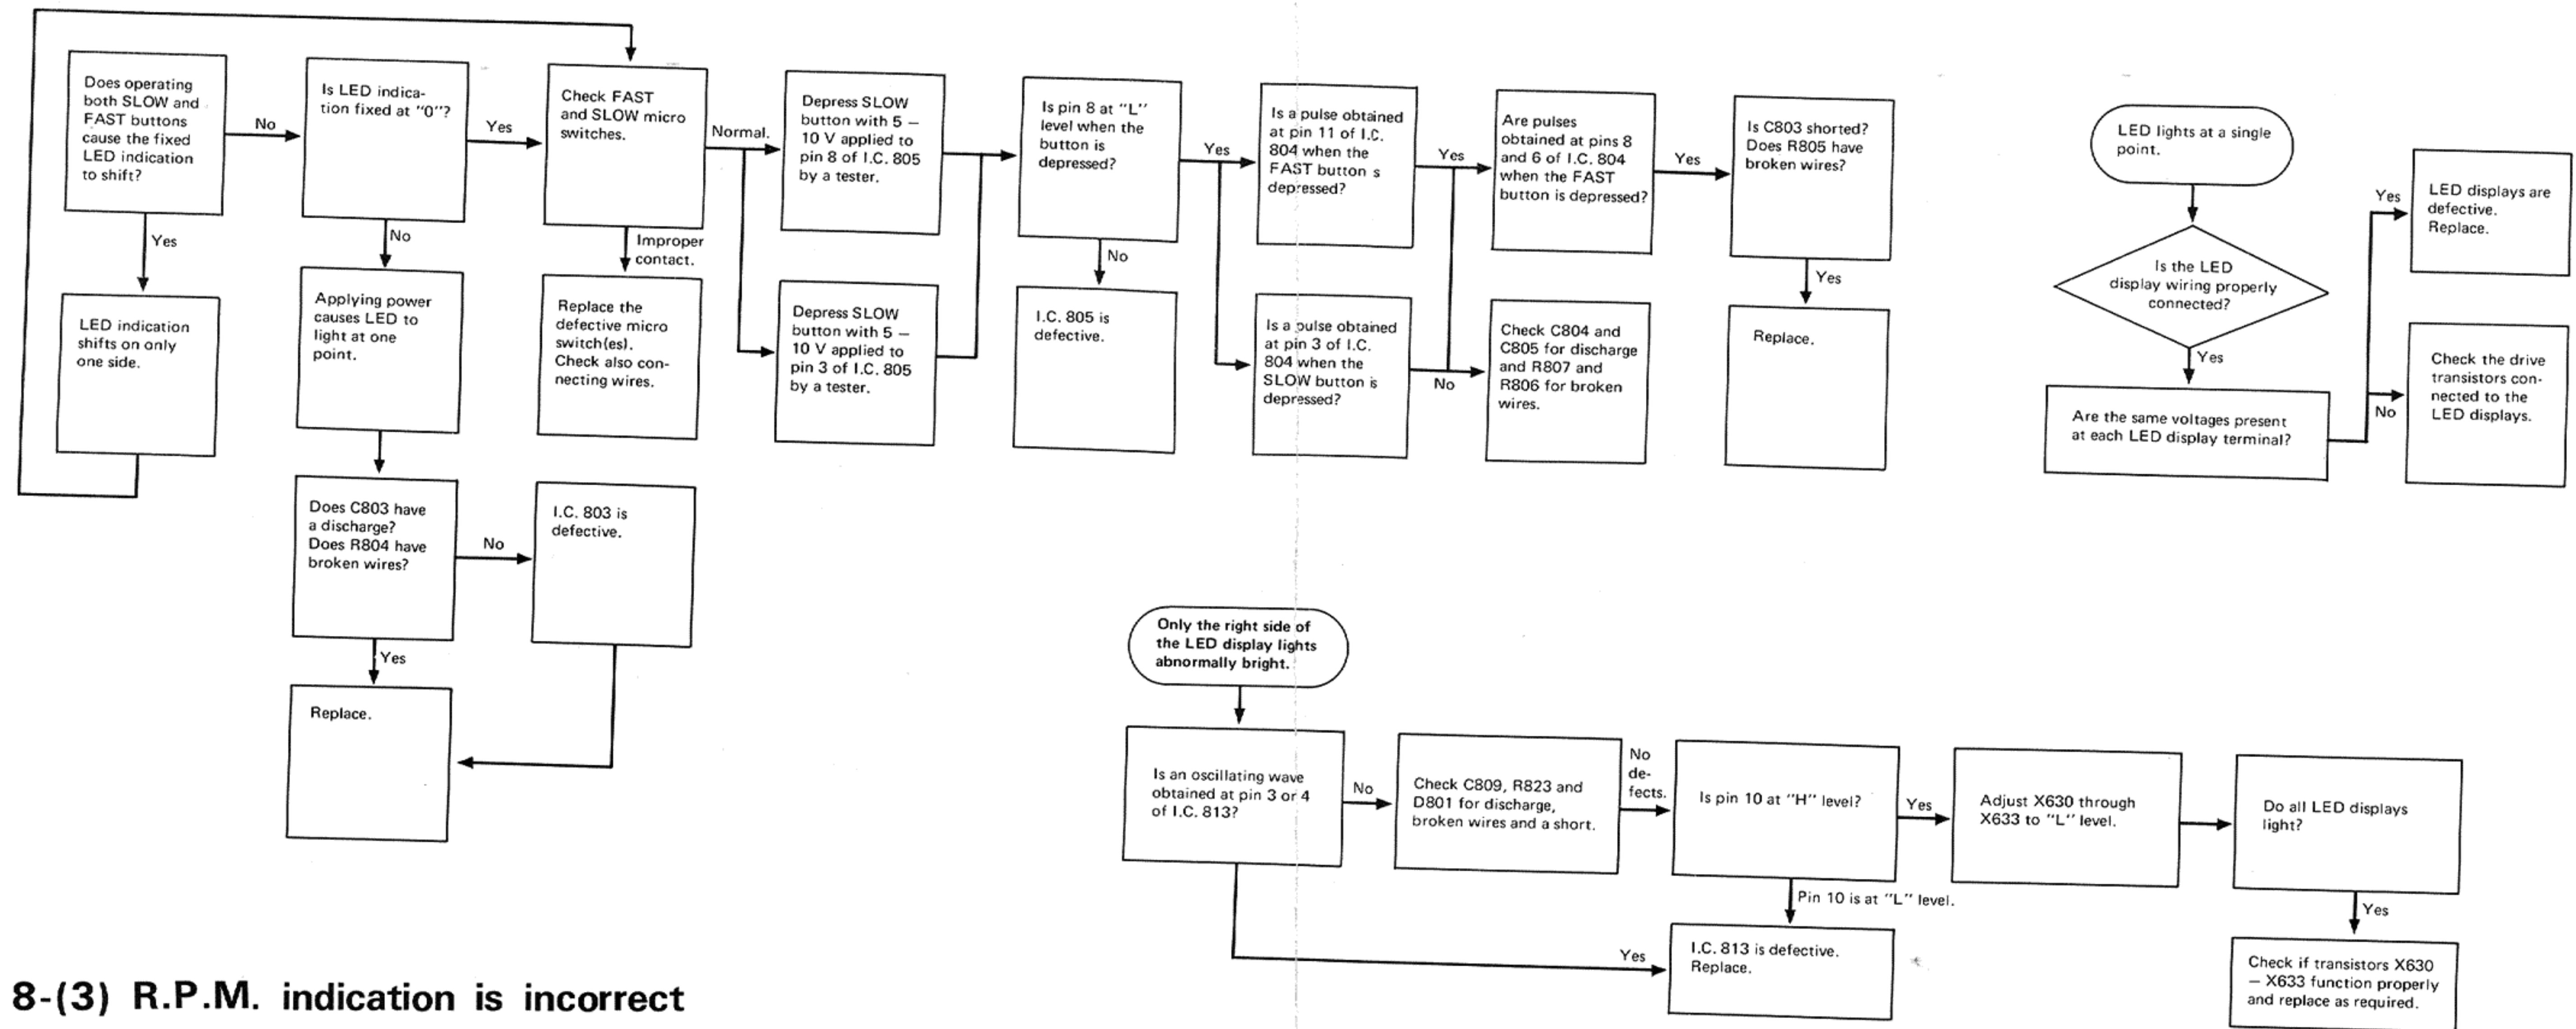 Does operating
both SLOW and
FAST buttons
cause the fixed
LED indication
to shift?
No
Yes
LED indication
shifts on only
one side.
Is LED indica-
tion fixed at "0"?
Yes
No
Applying power
causes LED to
light at one
point.
Does C803 have
a discharge?
Does R804 have
broken wires?
No
Yes
Replace.
I.C. 803 is
defective.
Check FAST
and SLOW micro
switches.
Normal.
Improper
contact.
Replace the
defective micro
switch(es).
Check also con-
necting wires.
Depress SLOW
button with 5 –
10 V applied to
pin 8 of I.C. 805
by a tester.
Depress SLOW
button with 5 –
10 V applied to
pin 3 of I.C. 805
by a tester.
Is pin 8 at "L"
level when the
button is
depressed?
Yes
No
I.C. 805 is
defective.
Is a pulse obtained
at pin 11 of I.C.
804 when the
FAST button s
depressed?
Yes
Is a pulse obtained
at pin 3 of I.C.
804 when the
SLOW button is
depressed?
No
Are pulses
obtained at pins 8
and 6 of I.C. 804
when the FAST
button is depressed?
Yes
Check C804 and
C805 for discharge
and R807 and
R806 for broken
wires.
Is C803 shorted?
Does R805 have
broken wires?
Yes
Replace.
LED lights at a single
point.
Is the LED
display wiring properly
connected?
Yes
Are the same voltages present
at each LED display terminal?
Yes
LED displays are
defective.
Replace.
No
Check the drive
transistors con-
nected to the
LED displays.
Only the right side of
the LED display lights
abnormally bright.
Is an oscillating wave
obtained at pin 3 or 4
of I.C. 813?
No
Check C809, R823 and
D801 for discharge,
broken wires and a short.
No
de-
fects.
Is pin 10 at "H" level?
Yes
Adjust X630 through
X633 to "L" level.
Do all LED displays
light?
Pin 10 is at "L" level.
Yes
Yes
I.C. 813 is defective.
Replace.
Check if transistors X630
– X633 function properly
and replace as required.
8-(3) R.P.M. indication is incorrect